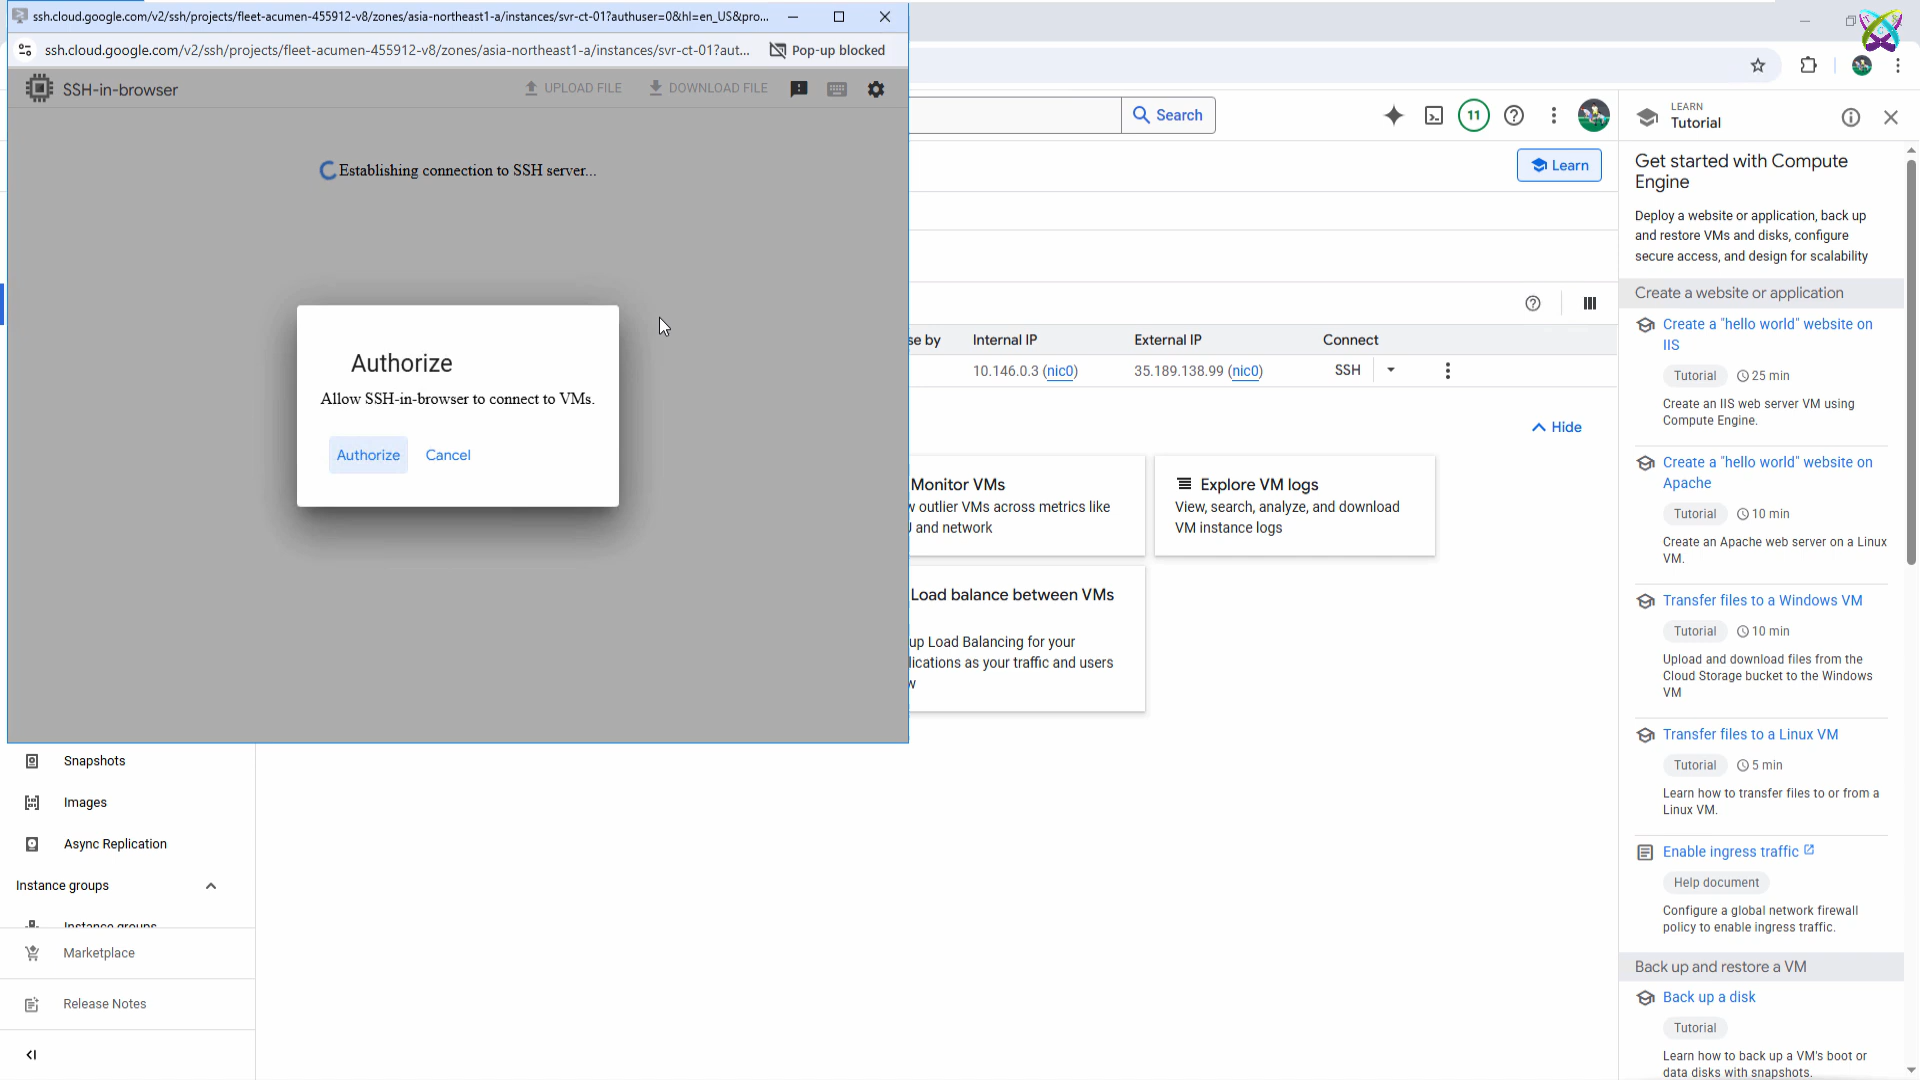 ssh.cloud.google.com/v2/ssh/projects/fleet-acumen-455912-v8/zones/asia-northeast1-a/instances/svr-ct-01?authuser=0&hl=en_US&pro...
ssh.cloud.google.com/v2/ssh/projects/fleet-acumen-455912-v8/zones/asia-northeast1-a/instances/svr-ct-01?aut...
Pop-up blocked
SSH-in-browser
UPLOAD FILE
DOWNLOAD FILE
Establishing connection to SSH server...
Authorize
Allow SSH-in-browser to connect to VMs.
Authorize
Cancel
Search
11
Learn
se by
Internal IP
External IP
Connect
10.146.0.3 (nic0)
35.189.138.99 (nic0)
SSH
Hide
Monitor VMs
w outlier VMs across metrics like
and network
Explore VM logs
View, search, analyze, and download
VM instance logs
Load balance between VMs
up Load Balancing for your
lications as your traffic and users
w
Snapshots
Images
Async Replication
Instance groups
Instance groups
Marketplace
Release Notes
LEARN
Tutorial
Get started with Compute
Engine
Deploy a website or application, back up
and restore VMs and disks, configure
secure access, and design for scalability
Create a website or application
Create a "hello world" website on
IIS
Tutorial
25 min
Create an IIS web server VM using
Compute Engine.
Create a "hello world" website on
Apache
Tutorial
10 min
Create an Apache web server on a Linux
VM.
Transfer files to a Windows VM
Tutorial
10 min
Upload and download files from the
Cloud Storage bucket to the Windows
VM
Transfer files to a Linux VM
Tutorial
5 min
Learn how to transfer files to or from a
Linux VM.
Enable ingress traffic
Help document
Configure a global network firewall
policy to enable ingress traffic.
Back up and restore a VM
Back up a disk
Tutorial
Learn how to back up a VM's boot or
data disks with snapshots.